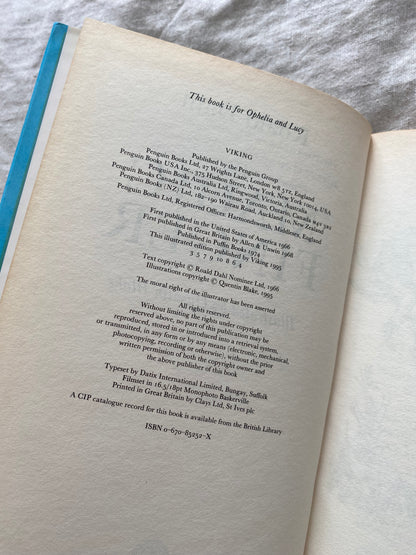 This book is for Ophelia and Lucy
VIKING
Published by the Penguin Group
Penguin Books Ltd, 27 Wrights Lane, London W8 5TZ, England
Penguin Books USA Inc., 375 Hudson Street, New York, New York 10014, USA
Penguin Books Australia Ltd, Ringwood, Victoria, Australia
Penguin Books Canada Ltd, 10 Alcorn Avenue, Toronto, Ontario, Canada M4V 3B2
Penguin Books (NZ) Ltd, 182–190 Wairau Road, Auckland 10, New Zealand
Penguin Books Ltd, Registered Offices: Harmondsworth, Middlesex, England
First published in the United States of America 1966
First published in Great Britain by Allen & Unwin 1968
Published in Puffin Books 1974
This illustrated edition published by Viking 1995
3 5 7 9 10 8 6 4
Text copyright © Roald Dahl Nominee Ltd, 1966
Illustrations copyright © Quentin Blake, 1995
The moral right of the illustrator has been asserted
All rights reserved.
Without limiting the rights under copyright
reserved above, no part of this publication may be
reproduced, stored in or introduced into a retrieval system,
or transmitted, in any form or by any means (electronic, mechanical,
photocopying, recording or otherwise), without the prior
written permission of both the copyright owner and
the above publisher of this book
Typeset by Datix International Limited, Bungay, Suffolk
Filmset in 16.5/18pt Monophoto Baskerville
Printed in Great Britain by Clays Ltd, St Ives plc
A CIP catalogue record for this book is available from the British Library
ISBN 0–670–85252–X